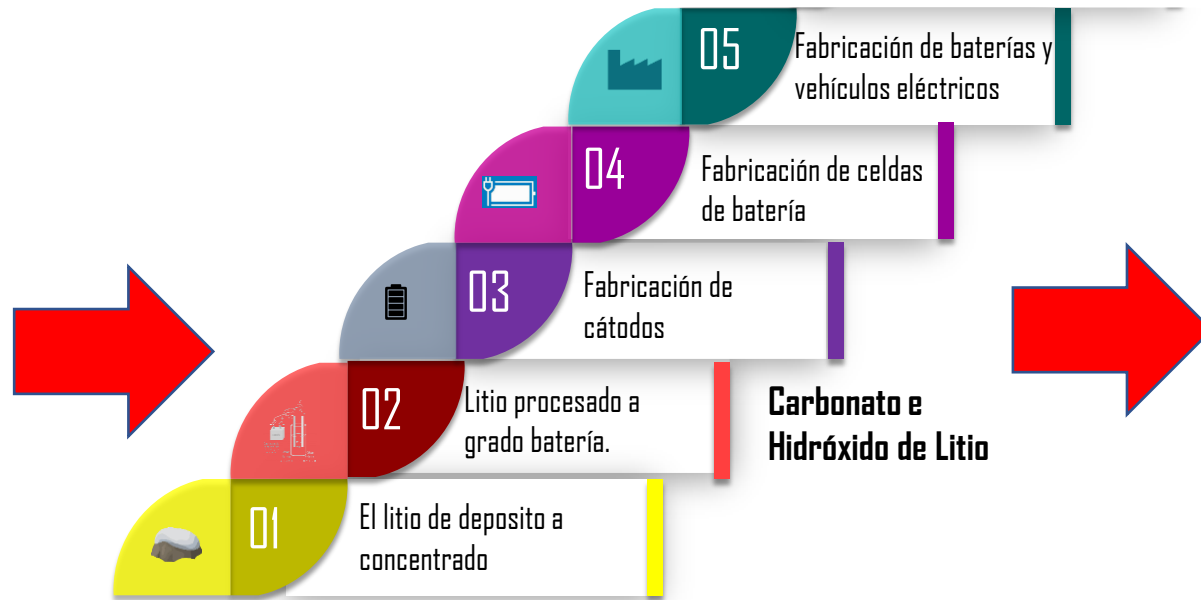 05
Fabricación de baterías y
vehículos eléctricos
04
Fabricación de celdas
de batería
03
Fabricación de
cátodos
02
Litio procesado a
grado batería.
Carbonato e
Hidróxido de Litio
01
El litio de deposito a
concentrado